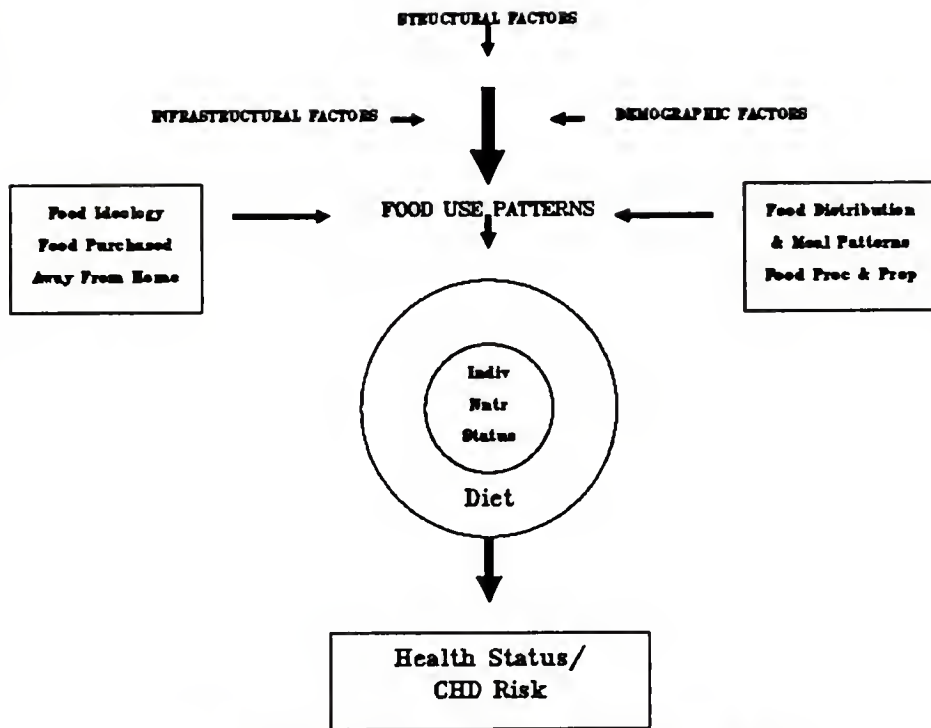 STRUCTURAL FACTORS
INFRASTRUCTURAL FACTORS
DEMOGRAPHIC FACTORS
Food Ideology
Food Purchased
Away From Home
FOOD USE PATTERNS
Food Distribution
& Meal Patterns
Food Proc & Prep
Indiv
Nutr
Status
Diet
Health Status/
CHD Risk